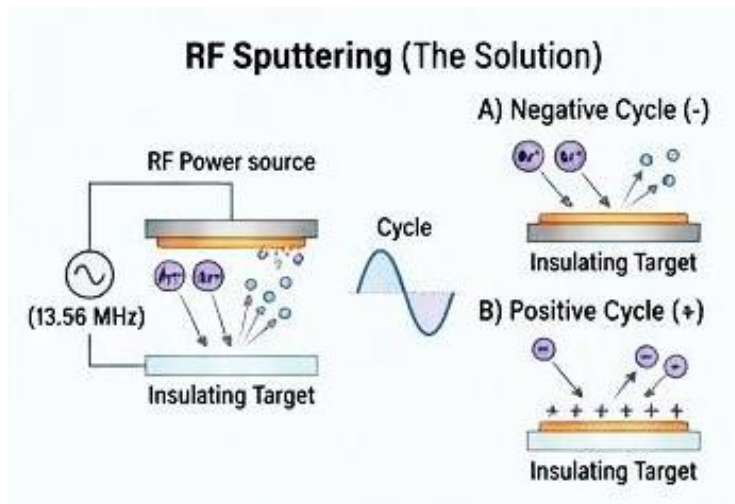 RF Sputtering (The Solution)
RF Power source
(13.56 MHz)
Insulating Target
Cycle
A) Negative Cycle (-)
Insulating Target
B) Positive Cycle (+)
+ + + + + +
Insulating Target